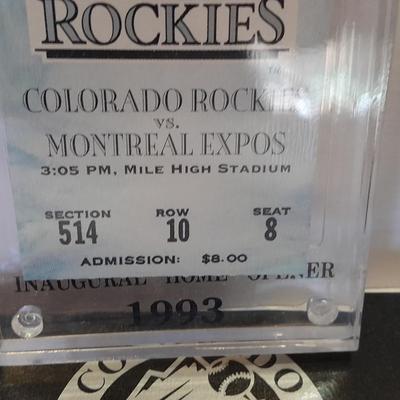 ROCKIES
TM
COLORADO ROCKIES
VS.
MONTREAL EXPOS
3:05 PM, MILE HIGH STADIUM
SECTION ROW SEAT
514 10 8
ADMISSION: $8.00
INAUGURAL HOME OPENER
1993